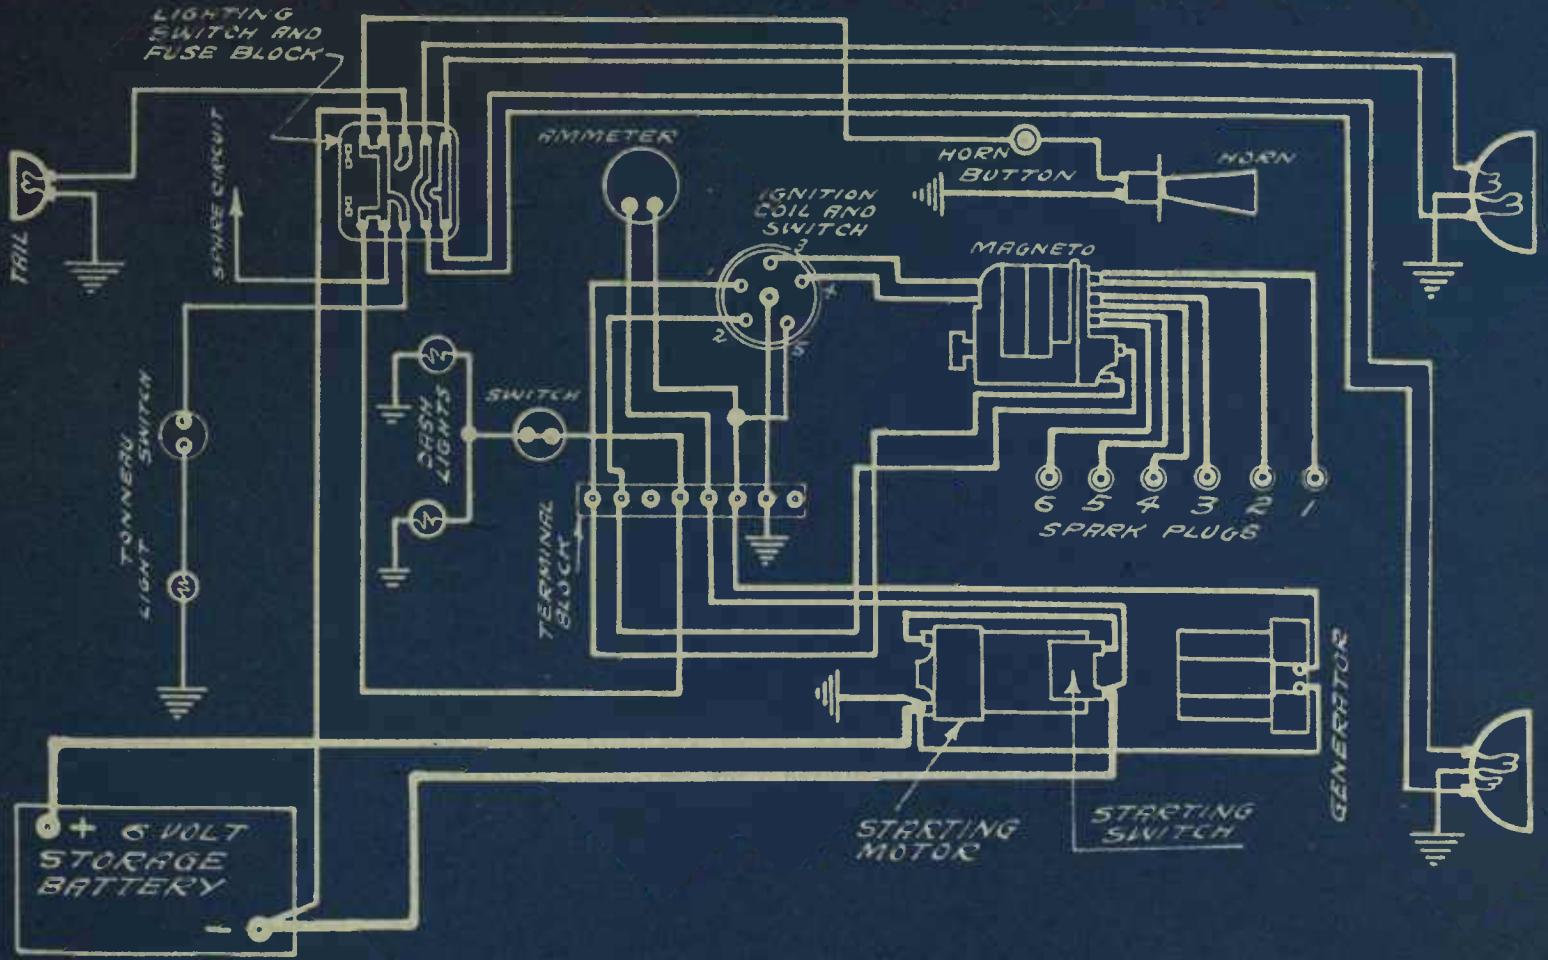 LIGHTING
SWITCH AND
FUSE BLOCK
TAIL
SPARE CIRCUIT
AMMETER
HORN
BUTTON
HORN
IGNITION
COIL AND
SWITCH
1
2
3
4
5
MAGNETO
SWITCH
DASH
LIGHTS
TONNEAU
LIGHT SWITCH
TERMINAL
BLOCK
6 5 4 3 2 1
SPARK PLUGS
GENERATOR
STARTING
MOTOR
STARTING
SWITCH
+ 6 VOLT
STORAGE
BATTERY
-